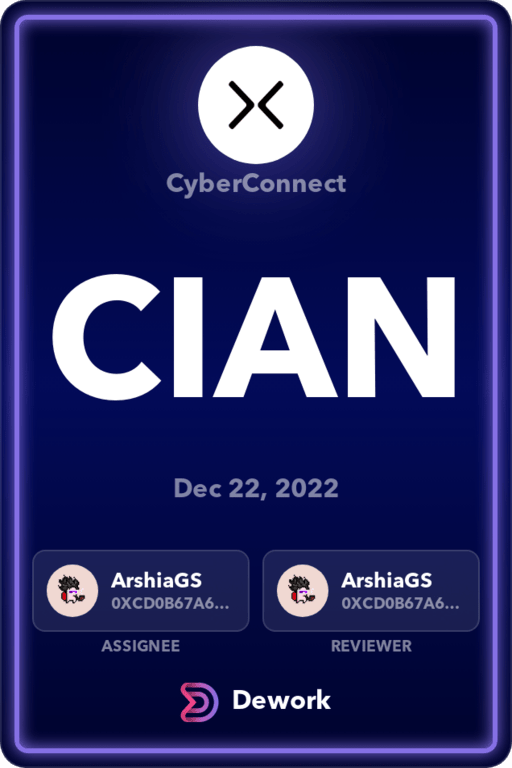 CyberConnect
CIAN
Dec 22, 2022
ArshiaGS
0XCD0B67A6...
ASSIGNEE
ArshiaGS
0XCD0B67A6...
REVIEWER
Dework